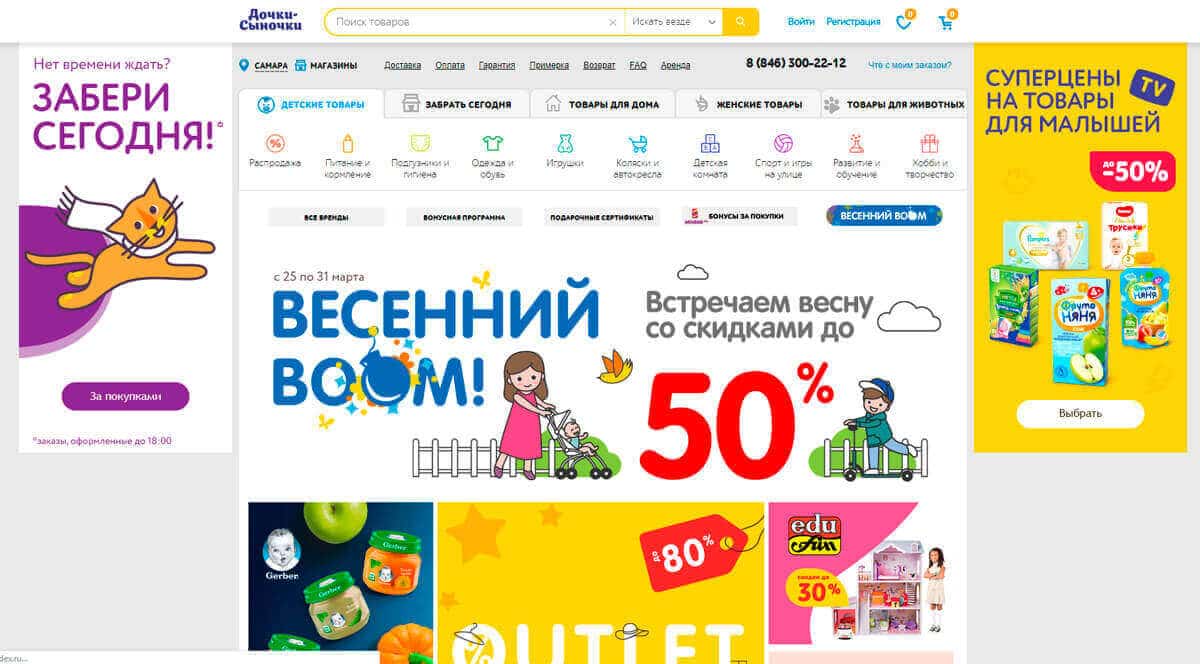 Дочки-
Сыночки
Поиск товаров
Искать везде
Войти
Регистрация
0
0
САМАРА
МАГАЗИНЫ
Доставка
Оплата
Гарантия
Примерка
Возврат
FAQ
Аренда
8 (846) 300-22-12
Что с моим заказом?
ДЕТСКИЕ ТОВАРЫ
ЗАБРАТЬ СЕГОДНЯ
ТОВАРЫ ДЛЯ ДОМА
ЖЕНСКИЕ ТОВАРЫ
ТОВАРЫ ДЛЯ ЖИВОТНЫХ
Распродажа
Питание и
кормление
Подгузники и
гигиена
Одежда и
обувь
Игрушки
Коляски и
автокресла
Детская
комната
Спорт и игры
на улице
Развитие и
обучение
Хобби и
творчество
ВСЕ БРЕНДЫ
БОНУСНАЯ ПРОГРАММА
ПОДАРОЧНЫЕ СЕРТИФИКАТЫ
БОНУСЫ ЗА ПОКУПКИ
ВЕСЕННИЙ BOOM
Нет времени ждать?
ЗАБЕРИ
СЕГОДНЯ!*
За покупками
*заказы, оформленные до 18:00
с 25 по 31 марта
ВЕСЕННИЙ
BOOM!
Встречаем весну
со скидками до
50%
СУПЕРЦЕНЫ
НА ТОВАРЫ
ДЛЯ МАЛЫШЕЙ
TV
ДО
-50%
Pampers
Трусики
Фруто
НЯНЯ
Фруто
НЯНЯ
Выбрать
Gerber
Gerber
Gerber
ДО 80%
OUTLET
%
edu
fun
СКИДКИ ДО
30%
dex.ru...